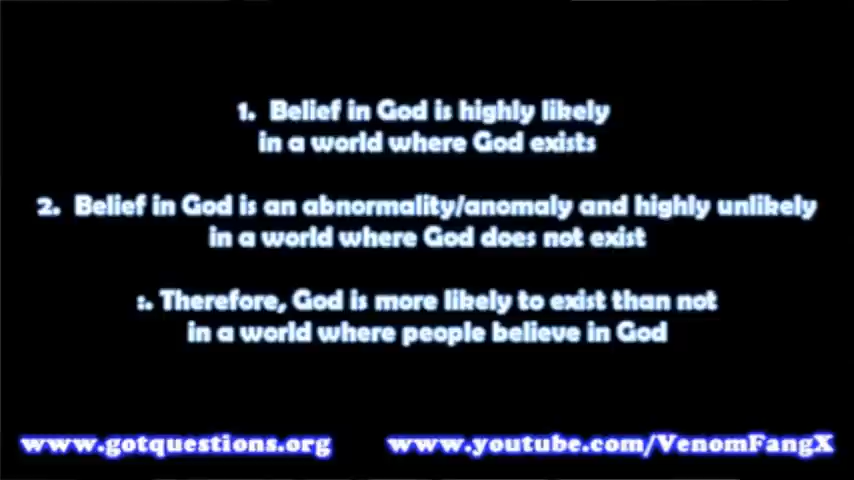 1.  Belief in God is highly likely
in a world where God exists
2.  Belief in God is an abnormality/anomaly and highly unlikely
in a world where God does not exist
:. Therefore, God is more likely to exist than not
in a world where people believe in God
www.gotquestions.org
www.youtube.com/VenomFangX